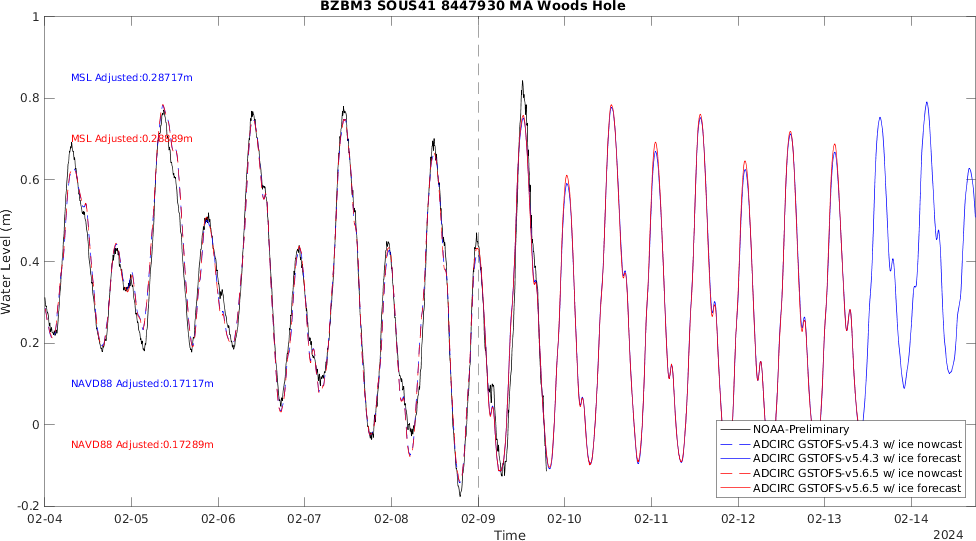 BZBM3 SOUS41 8447930 MA Woods Hole
Water Level (m)
1
0.8
0.6
0.4
0.2
0
-0.2
MSL Adjusted:0.28717m
MSL Adjusted:0.28889m
NAVD88 Adjusted:0.17117m
NAVD88 Adjusted:0.17289m
NOAA-Preliminary
ADCIRC GSTOFS-v5.4.3 w/ ice nowcast
ADCIRC GSTOFS-v5.4.3 w/ ice forecast
ADCIRC GSTOFS-v5.6.5 w/ ice nowcast
ADCIRC GSTOFS-v5.6.5 w/ ice forecast
02-04 02-05 02-06 02-07 02-08 02-09 02-10 02-11 02-12 02-13 02-14
Time
2024